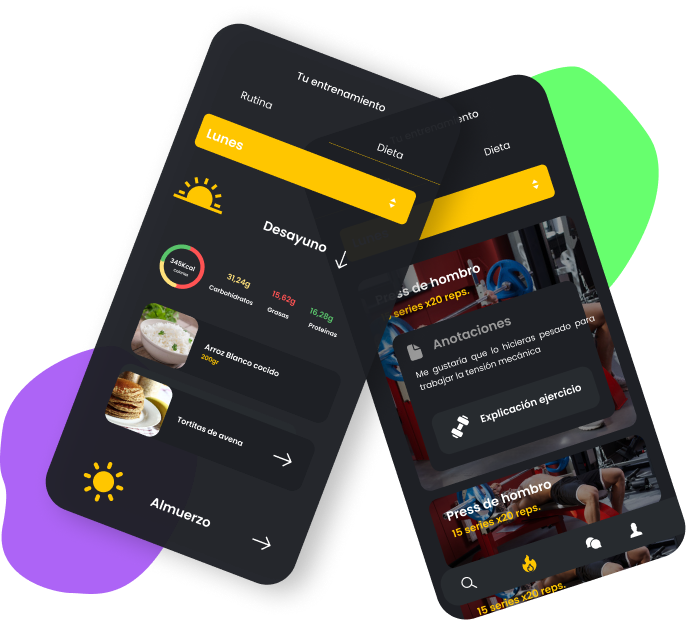 Tu entrenamiento
Rutina
Dieta
Lunes
Desayuno
345Kcal
calorías
31,24g
Carbohidratos
15,62g
Grasas
16,28g
Proteínas
Arroz Blanco cocido
200gr
Tortitas de avena
Almuerzo
Tu entrenamiento
Dieta
Press de hombro
series x20 reps.
Anotaciones
Me gustaría que lo hicieras pesado para
trabajar la tensión mecánica
Explicación ejercicio
Press de hombro
15 series x20 reps.
15 series x20 reps.